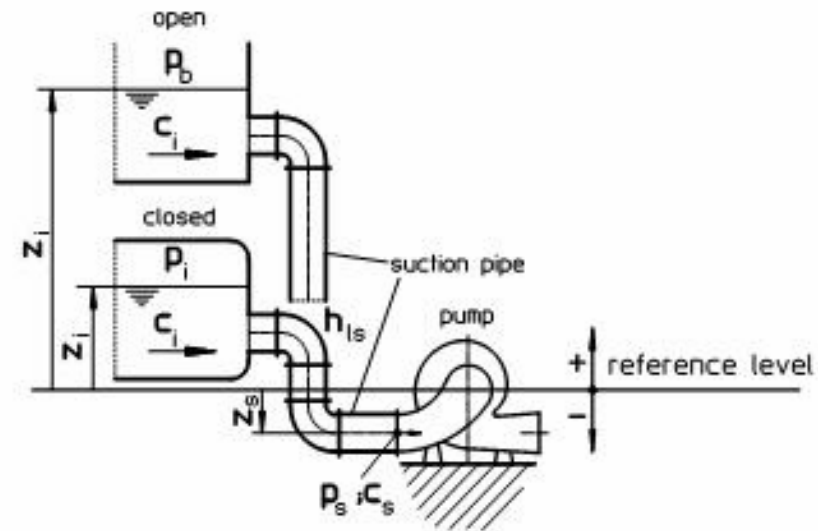 open
p_b
c_i
z_i
closed
p_i
c_i
z_i
suction pipe
h_ls
pump
+ reference level
z_s
−
p_s ; c_s